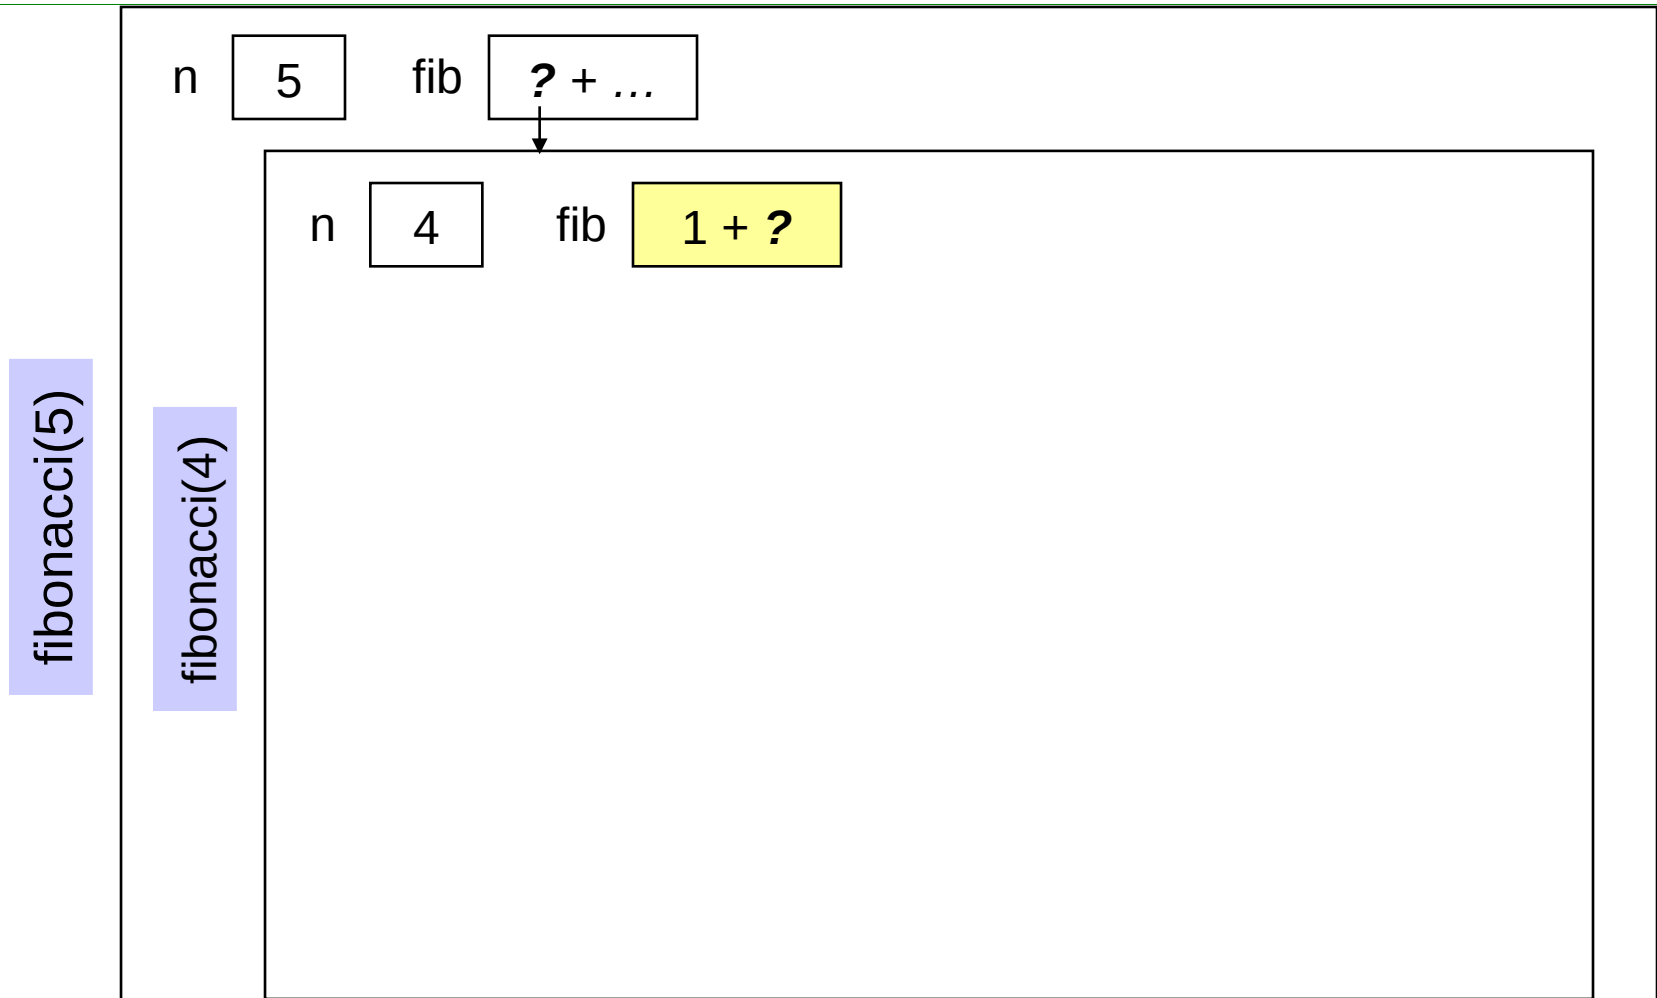 n 5 fib ? + ...
n 4 fib 1 + ?
fibonacci(5)
fibonacci(4)